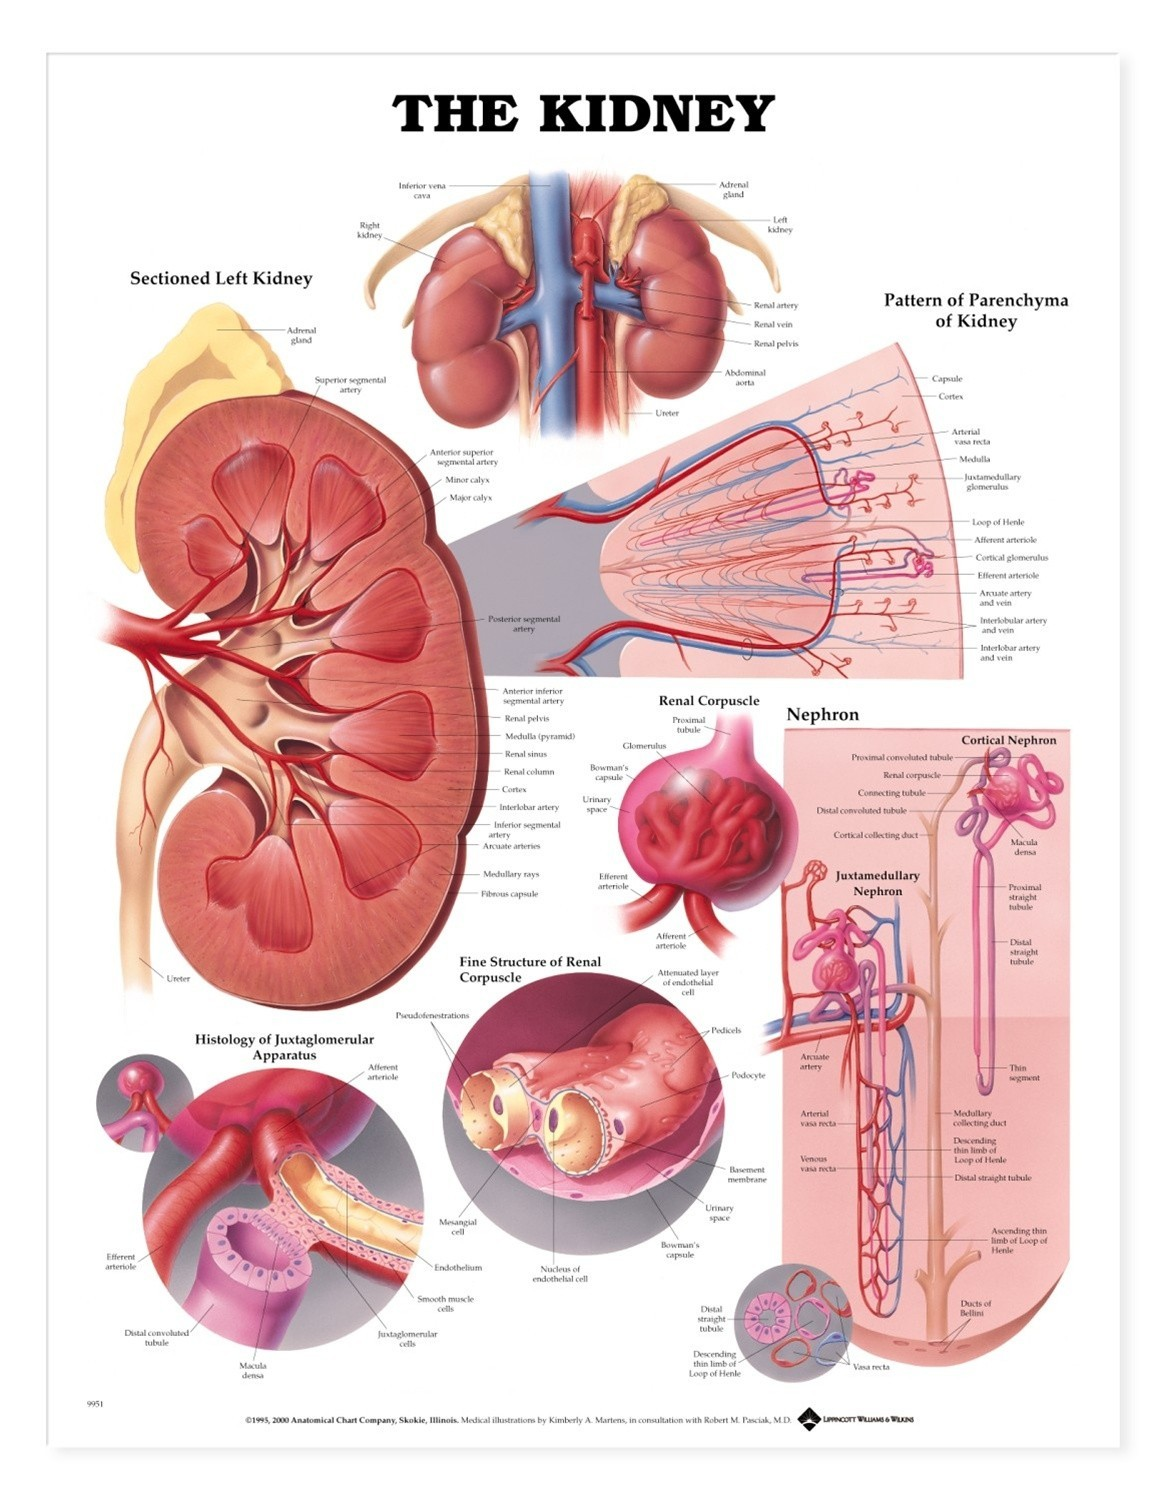 THE KIDNEY
Inferior vena
cava
Right
kidney
Adrenal
gland
Left
kidney
Renal artery
Renal vein
Renal pelvis
Abdominal
aorta
Ureter
Sectioned Left Kidney
Adrenal
gland
Superior segmental
artery
Anterior superior
segmental artery
Minor calyx
Major calyx
Posterior segmental
artery
Anterior inferior
segmental artery
Renal pelvis
Medulla (pyramid)
Renal sinus
Renal column
Cortex
Interlobar artery
Inferior segmental
artery
Arcuate arteries
Medullary rays
Fibrous capsule
Ureter
Pattern of Parenchyma
of Kidney
Capsule
Cortex
Arterial
vasa recta
Medulla
Juxtamedullary
glomerulus
Loop of Henle
Afferent arteriole
Cortical glomerulus
Efferent arteriole
Arcuate artery
and vein
Interlobular artery
and vein
Interlobar artery
and vein
Renal Corpuscle
Proximal
tubule
Glomerulus
Bowman's
capsule
Urinary
space
Efferent
arteriole
Afferent
arteriole
Nephron
Cortical Nephron
Proximal convoluted tubule
Renal corpuscle
Connecting tubule
Distal convoluted tubule
Cortical collecting duct
Macula
densa
Juxtamedullary
Nephron
Proximal
straight
tubule
Distal
straight
tubule
Thin
segment
Arcuate
artery
Arterial
vasa recta
Venous
vasa recta
Medullary
collecting duct
Descending
thin limb of
Loop of Henle
Distal straight tubule
Ascending thin
limb of Loop of
Henle
Ducts of
Bellini
Distal
straight
tubule
Descending
thin limb of
Loop of Henle
Vasa recta
Fine Structure of Renal
Corpuscle
Attenuated layer
of endothelial
cell
Pseudofenestrations
Pedicels
Podocyte
Basement
membrane
Urinary
space
Bowman's
capsule
Mesangial
cell
Nucleus of
endothelial cell
Histology of Juxtaglomerular
Apparatus
Afferent
arteriole
Efferent
arteriole
Endothelium
Smooth muscle
cells
Juxtaglomerular
cells
Distal convoluted
tubule
Macula
densa
9951
©1995, 2000 Anatomical Chart Company, Skokie, Illinois. Medical illustrations by Kimberly A. Martens, in consultation with Robert M. Pasciak, M.D. LIPPINCOTT WILLIAMS & WILKINS